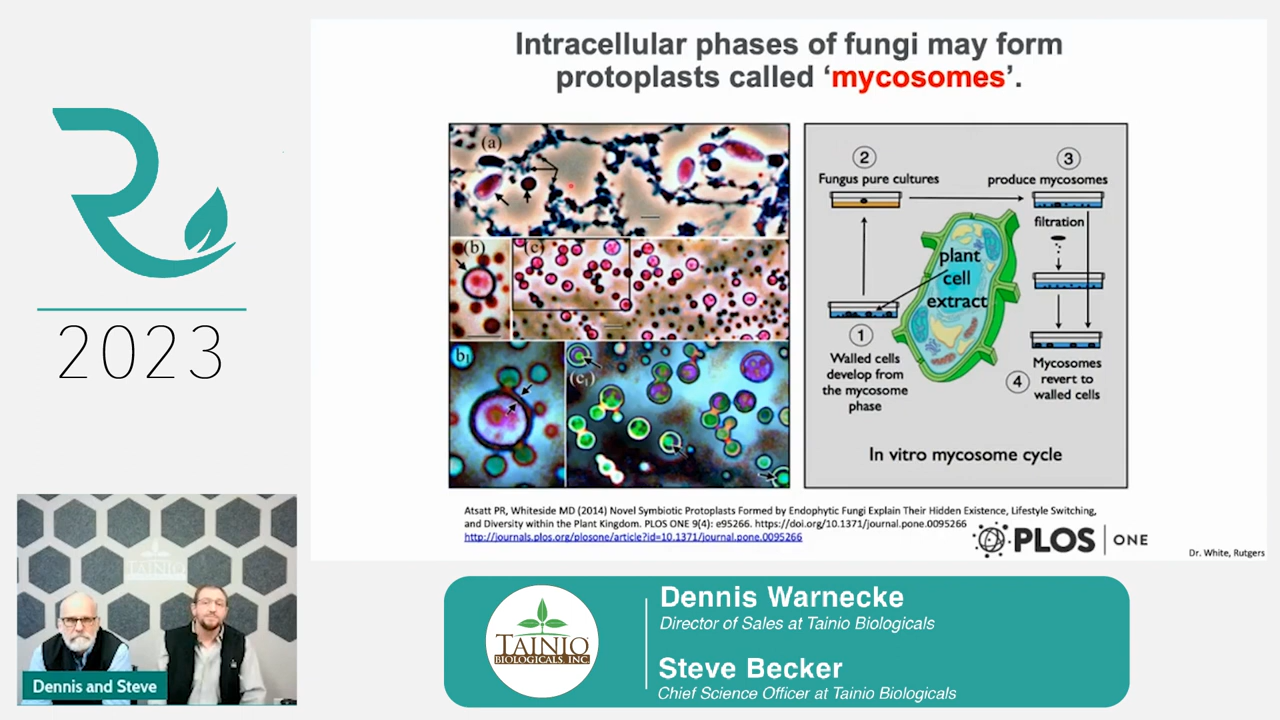 Intracellular phases of fungi may form
protoplasts called ‘mycosomes’.
(a)
(b)
(c)
b₁
(c₁)
2
Fungus pure cultures
3
produce mycosomes
filtration
plant
cell
extract
1
Walled cells
develop from
the mycosome
phase
4
Mycosomes
revert to
walled cells
In vitro mycosome cycle
Atsatt PR, Whiteside MD (2014) Novel Symbiotic Protoplasts Formed by Endophytic Fungi Explain Their Hidden Existence, Lifestyle Switching,
and Diversity within the Plant Kingdom. PLOS ONE 9(4): e95266. https://doi.org/10.1371/journal.pone.0095266
http://journals.plos.org/plosone/article?id=10.1371/journal.pone.0095266
PLOS | ONE
Dr. White, Rutgers
R
2023
TAINIO
Dennis and Steve
TAINIO
BIOLOGICALS, INC
Dennis Warnecke
Director of Sales at Tainio Biologicals
Steve Becker
Chief Science Officer at Tainio Biologicals